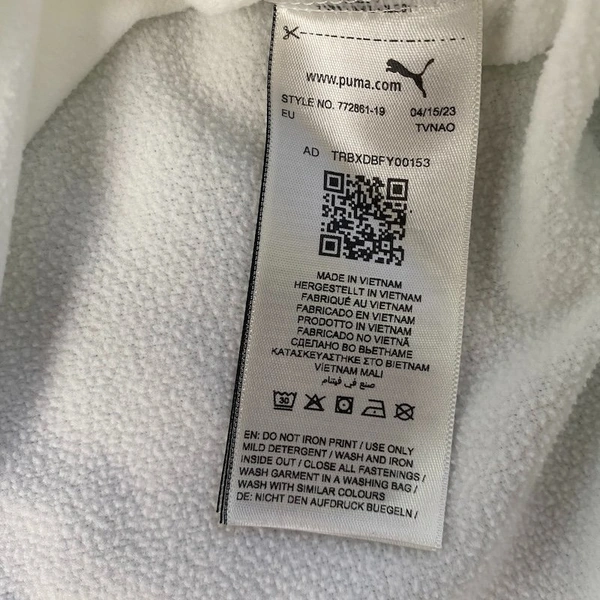 www.puma.com
STYLE NO. 772861-19 04/15/23
EU TVNAO
AD TRBXDBFY00153
MADE IN VIETNAM
HERGESTELLT IN VIETNAM
FABRIQUÉ AU VIETNAM
FABRICADO EN VIETNAM
PRODOTTO IN VIETNAM
FABRICADO NO VIETNÃ
СДЕЛАНО ВО ВЬЕТНАМЕ
ΚΑΤΑΣΚΕΥΑΣΤΗΚΕ ΣΤΟ ΒΙΕΤΝΑΜ
VIETNAM MALI
صنع في فيتنام
30
EN: DO NOT IRON PRINT / USE ONLY
MILD DETERGENT / WASH AND IRON
INSIDE OUT / CLOSE ALL FASTENINGS /
WASH GARMENT IN A WASHING BAG /
WASH WITH SIMILAR COLOURS
DE: NICHT DEN AUFDRUCK BUEGELN /